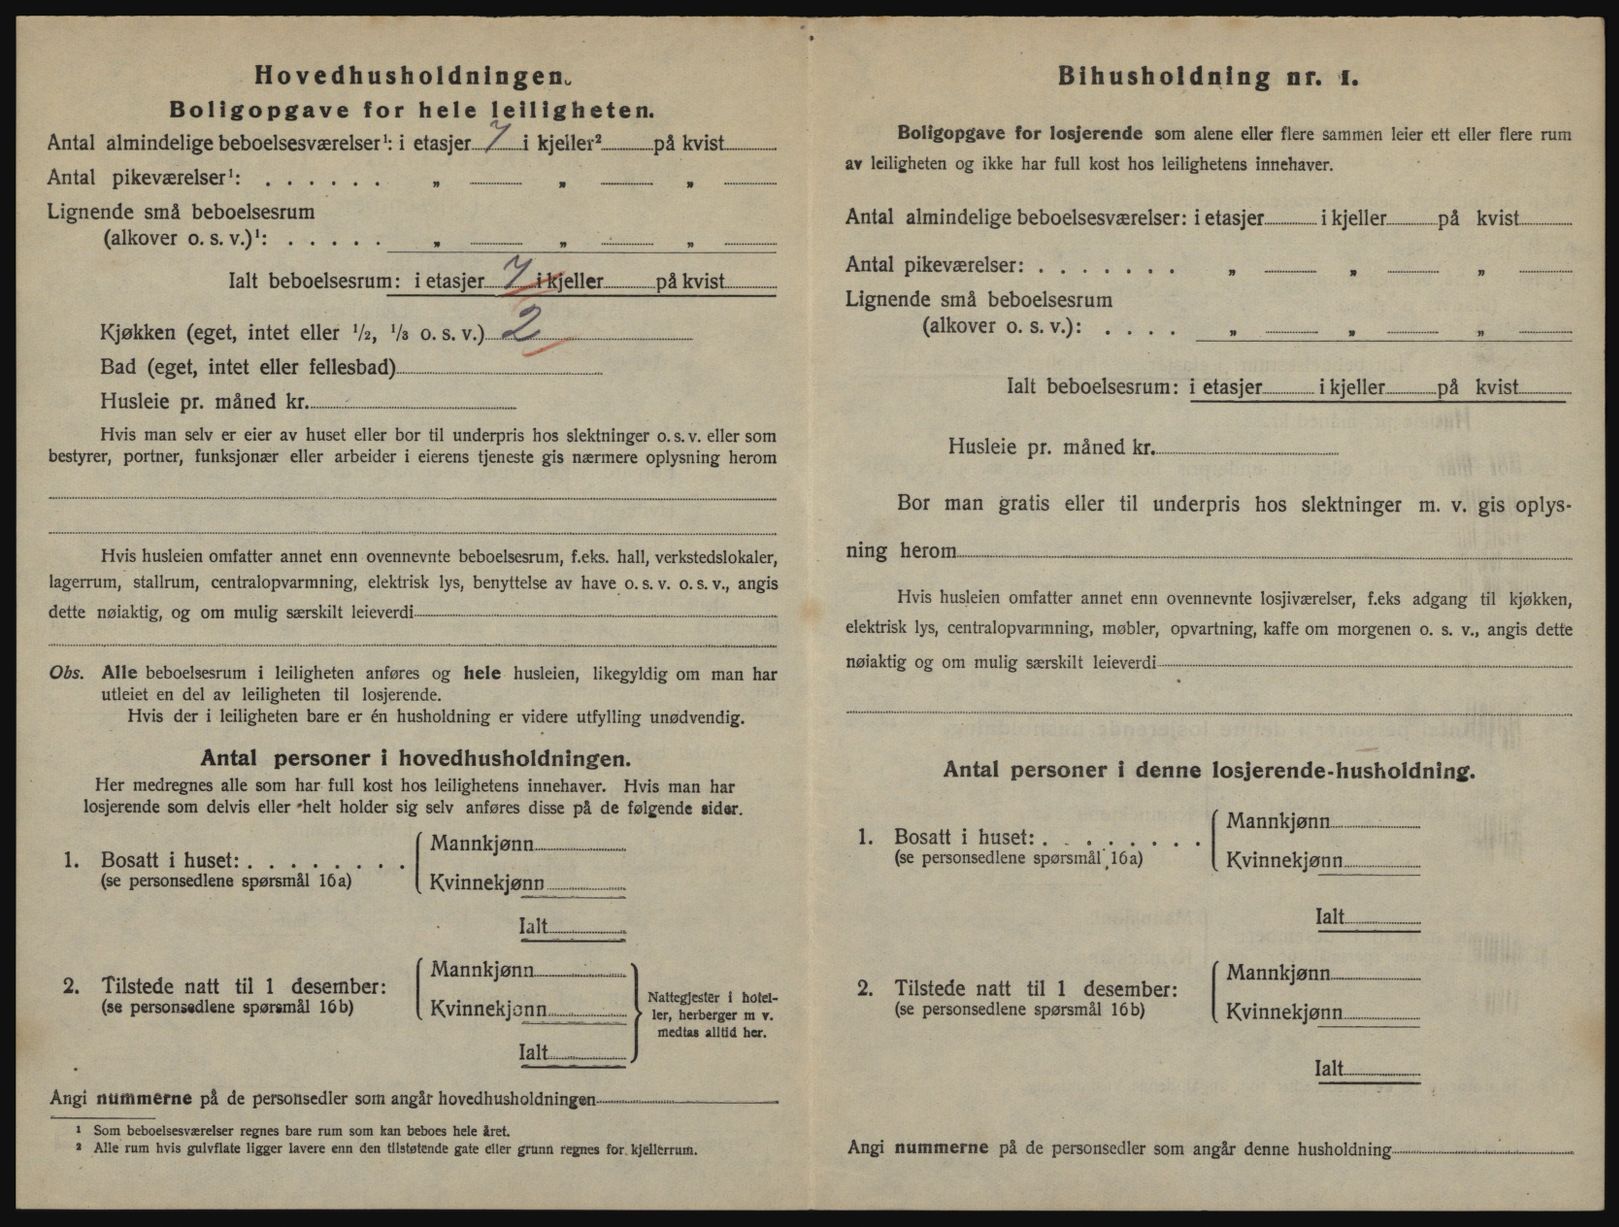 Hovedhusholdningen.
Boligopgave for hele leiligheten.
Antal almindelige beboelsesværelser¹: i etasjer 7 i kjeller² på kvist
Antal pikeværelser¹: . . . . . . „ „ „
Lignende små beboelsesrum
(alkover o. s. v.)¹: . . . . . „ „ „
Ialt beboelsesrum: i etasjer 7 i kjeller på kvist
Kjøkken (eget, intet eller 1/2, 1/3 o. s. v.) 2
Bad (eget, intet eller fellesbad)
Husleie pr. måned kr.
Hvis man selv er eier av huset eller bor til underpris hos slektninger o. s. v. eller som
bestyrer, portner, funksjonær eller arbeider i eierens tjeneste gis nærmere oplysning herom
Hvis husleien omfatter annet enn ovennevnte beboelsesrum, f.eks. hall, verkstedslokaler,
lagerrum, stallrum, centralopvarmning, elektrisk lys, benyttelse av have o. s. v. o. s. v., angis
dette nøiaktig, og om mulig særskilt leieverdi
Obs. Alle beboelsesrum i leiligheten anføres og hele husleien, likegyldig om man har
utleiet en del av leiligheten til losjerende.
Hvis der i leiligheten bare er én husholdning er videre utfylling unødvendig.
Antal personer i hovedhusholdningen.
Her medregnes alle som har full kost hos leilighetens innehaver. Hvis man har
losjerende som delvis eller helt holder sig selv anføres disse på de følgende sider.
1. Bosatt i huset: . . . . . . . .
(se personsedlene spørsmål 16a)
Mannkjønn
Kvinnekjønn
Ialt
2. Tilstede natt til 1 desember:
(se personsedlene spørsmål 16b)
Mannkjønn
Kvinnekjønn
Ialt
Nattegjester i hotel-
ler, herberger m v.
medtas alltid her.
Angi nummerne på de personsedler som angår hovedhusholdningen
¹ Som beboelsesværelser regnes bare rum som kan beboes hele året.
² Alle rum hvis gulvflate ligger lavere enn den tilstøtende gate eller grunn regnes for kjellerrum.
Bihusholdning nr. 1.
Boligopgave for losjerende som alene eller flere sammen leier ett eller flere rum
av leiligheten og ikke har full kost hos leilighetens innehaver.
Antal almindelige beboelsesværelser: i etasjer i kjeller på kvist
Antal pikeværelser: . . . . . . . „ „ „
Lignende små beboelsesrum
(alkover o. s. v.): . . . . „ „ „
Ialt beboelsesrum: i etasjer i kjeller på kvist
Husleie pr. måned kr.
Bor man gratis eller til underpris hos slektninger m. v. gis oplys-
ning herom
Hvis husleien omfatter annet enn ovennevnte losjiværelser, f.eks adgang til kjøkken,
elektrisk lys, centralopvarmning, møbler, opvartning, kaffe om morgenen o. s. v., angis dette
nøiaktig og om mulig særskilt leieverdi
Antal personer i denne losjerende-husholdning.
1. Bosatt i huset: . . . . . . .
(se personsedlene spørsmål 16a)
Mannkjønn
Kvinnekjønn
Ialt
2. Tilstede natt til 1 desember:
(se personsedlene spørsmål 16b)
Mannkjønn
Kvinnekjønn
Ialt
Angi nummerne på de personsedler som angår denne husholdning